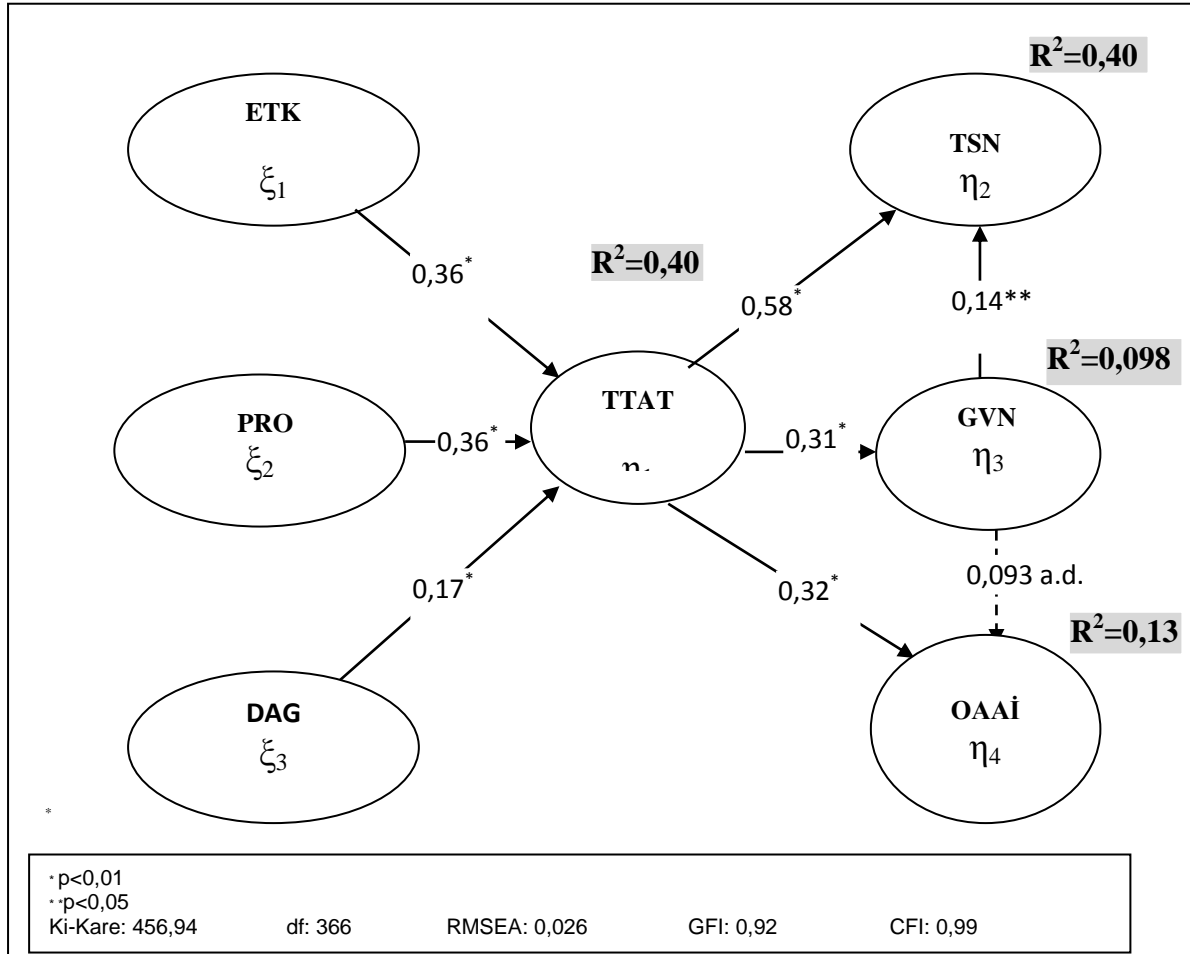 R²=0,40
ETK
ξ₁
TSN
η₂
R²=0,40
0,36*
0,58*
0,14**
R²=0,098
TTAT
GVN
η₃
PRO
ξ₂
0,36*
0,31*
0,17*
0,32*
0,093 a.d.
R²=0,13
DAG
ξ₃
OAAİ
η₄
*
* p<0,01
**p<0,05
Ki-Kare: 456,94 df: 366 RMSEA: 0,026 GFI: 0,92 CFI: 0,99